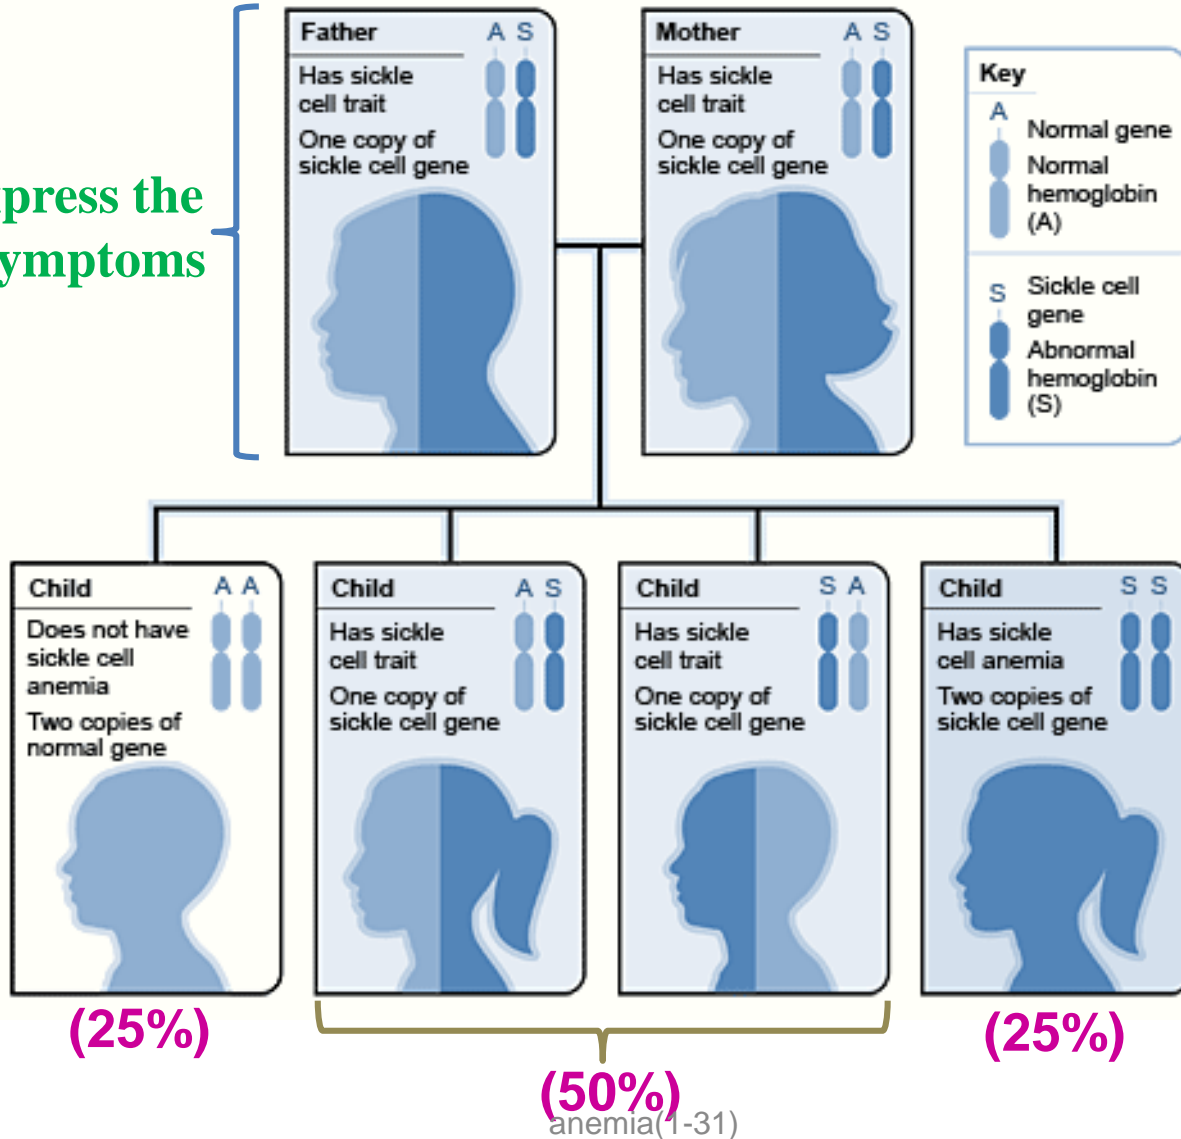 Father A S
Has sickle
cell trait
One copy of
sickle cell gene
Mother A S
Has sickle
cell trait
One copy of
sickle cell gene
Key
A
Normal gene
Normal
hemoglobin
(A)
S
Sickle cell
gene
Abnormal
hemoglobin
(S)
press the
ymptoms
Child A A
Does not have
sickle cell
anemia
Two copies of
normal gene
Child A S
Has sickle
cell trait
One copy of
sickle cell gene
Child S A
Has sickle
cell trait
One copy of
sickle cell gene
Child S S
Has sickle
cell anemia
Two copies of
sickle cell gene
(25%)
(50%)
(25%)
anemia(1-31)